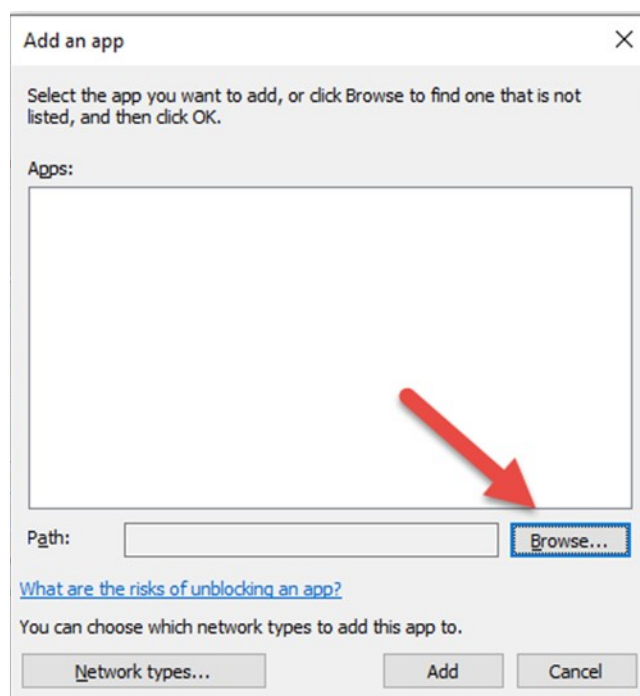 Add an app
Select the app you want to add, or click Browse to find one that is not
listed, and then click OK.
Apps:
Path:
Browse...
What are the risks of unblocking an app?
You can choose which network types to add this app to.
Network types...
Add
Cancel